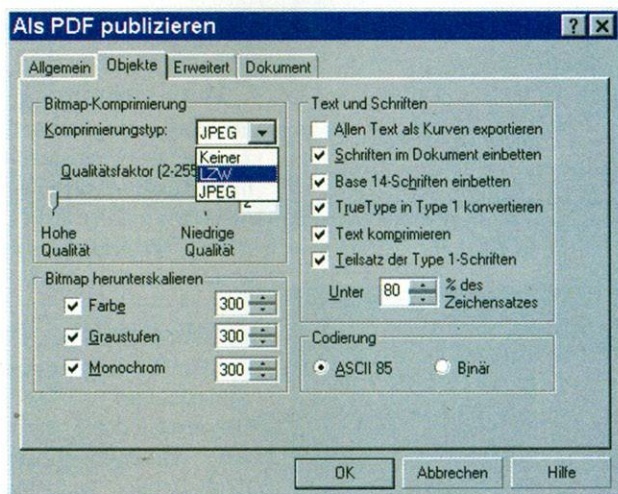 Als PDF publizieren
Allgemein Objekte Erweitert Dokument
Bitmap-Komprimierung
Komprimierungstyp: JPEG
Keiner
LZW
JPEG
Qualitätsfaktor (2-255
2
Hohe Qualität
Niedrige Qualität
Bitmap herunterskalieren
Farbe 300
Graustufen 300
Monochrom 300
Text und Schriften
Allen Text als Kurven exportieren
Schriften im Dokument einbetten
Base 14-Schriften einbetten
TrueType in Type 1 konvertieren
Text komprimieren
Teilsatz der Type 1-Schriften
Unter 80 % des Zeichensatzes
Codierung
ASCII 85 Binär
OK Abbrechen Hilfe